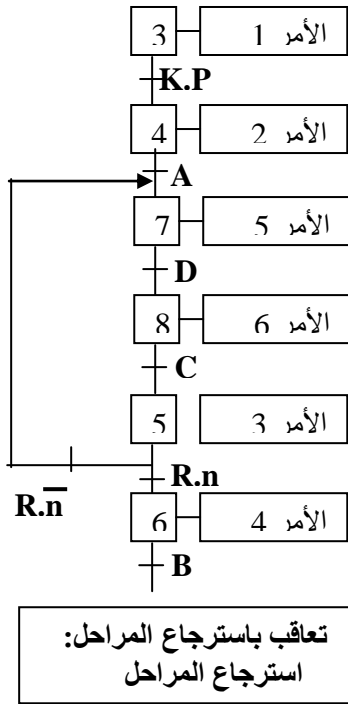 3 الأمر 1
K.P
4 الأمر 2
A
7 الأمر 5
D
8 الأمر 6
C
5 الأمر 3
R.n̅ R.n
6 الأمر 4
B
تعاقب باسترجاع المراحل:
استرجاع المراحل